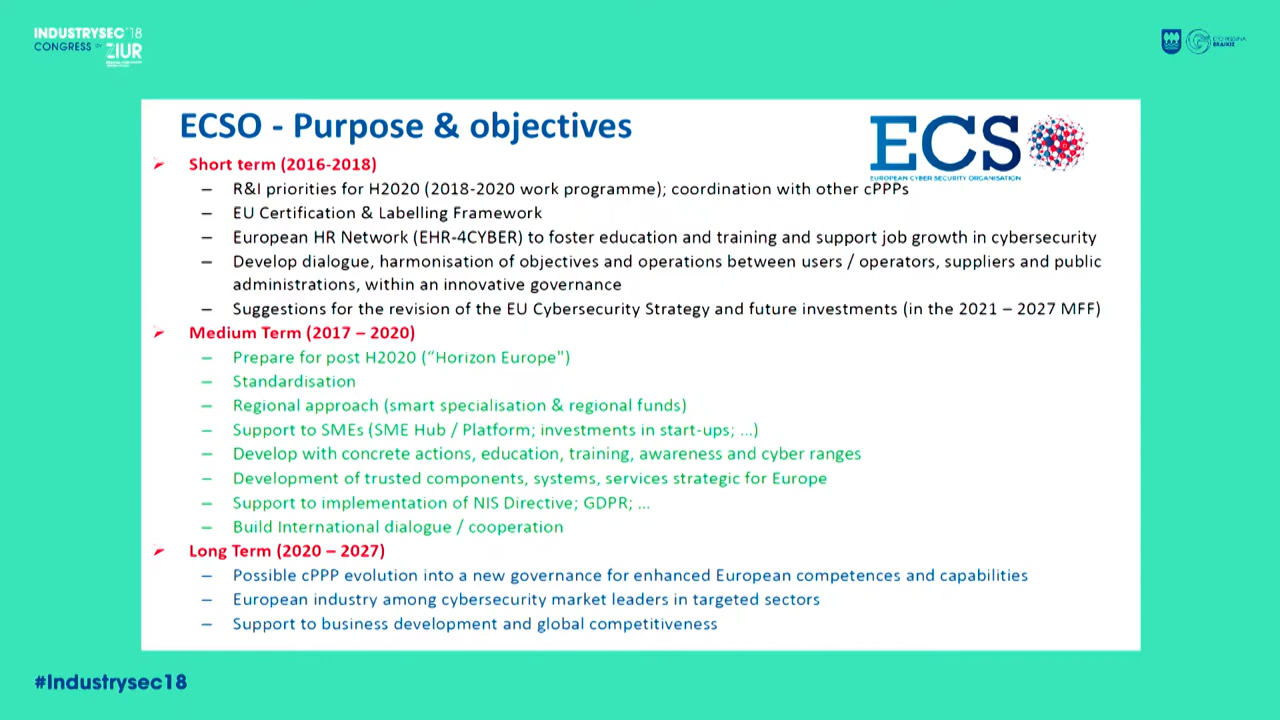 INDUSTRYSEC'18
CONGRESS BY ZIUR
ECSO - Purpose & objectives
ECS
EUROPEAN CYBER SECURITY ORGANISATION
Short term (2016-2018)
– R&I priorities for H2020 (2018-2020 work programme); coordination with other cPPPs
– EU Certification & Labelling Framework
– European HR Network (EHR-4CYBER) to foster education and training and support job growth in cybersecurity
– Develop dialogue, harmonisation of objectives and operations between users / operators, suppliers and public
administrations, within an innovative governance
– Suggestions for the revision of the EU Cybersecurity Strategy and future investments (in the 2021 – 2027 MFF)
Medium Term (2017 – 2020)
– Prepare for post H2020 (“Horizon Europe")
– Standardisation
– Regional approach (smart specialisation & regional funds)
– Support to SMEs (SME Hub / Platform; investments in start-ups; ...)
– Develop with concrete actions, education, training, awareness and cyber ranges
– Development of trusted components, systems, services strategic for Europe
– Support to implementation of NIS Directive; GDPR; ...
– Build International dialogue / cooperation
Long Term (2020 – 2027)
– Possible cPPP evolution into a new governance for enhanced European competences and capabilities
– European industry among cybersecurity market leaders in targeted sectors
– Support to business development and global competitiveness
#Industrysec18